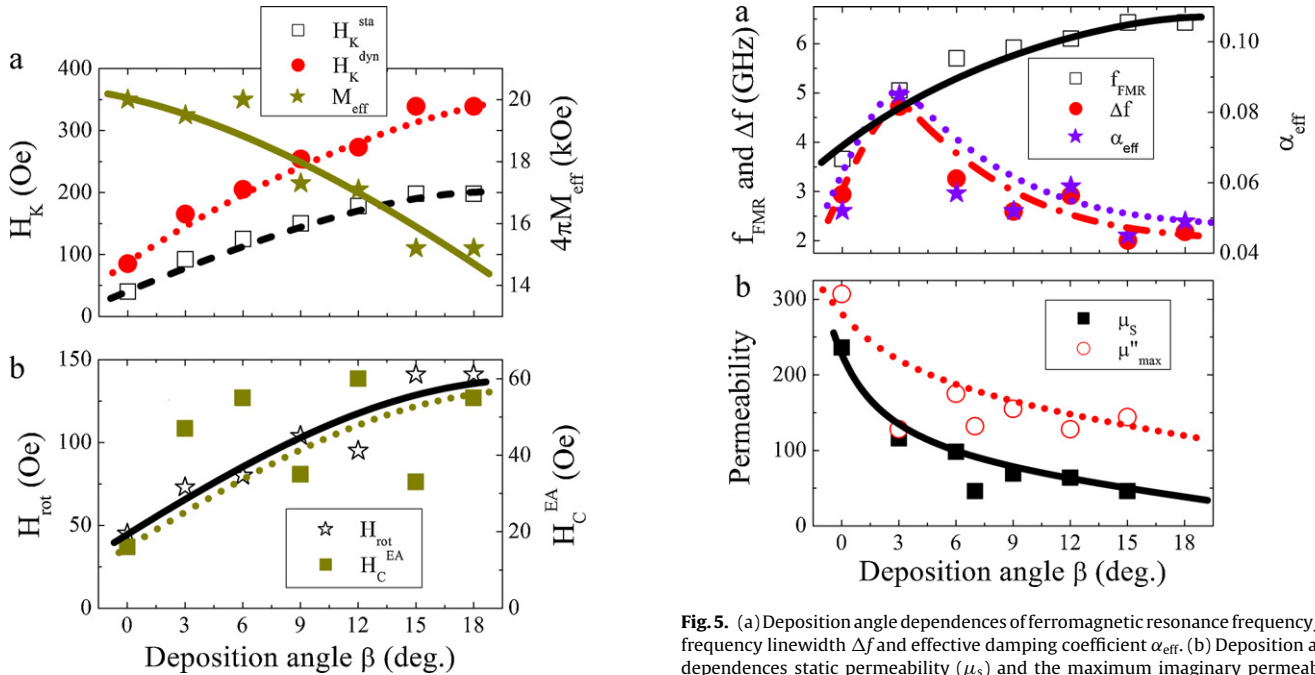 a
H_K^sta
H_K^dyn
M_eff
400
350
300
250
200
150
100
50
0
H_K (Oe)
20
18
16
14
4πM_eff (kOe)
b
150
100
50
0
H_rot (Oe)
H_rot
H_C^EA
60
40
20
0
H_C^EA (Oe)
0 3 6 9 12 15 18
Deposition angle β (deg.)
a
6
5
4
3
2
f_FMR and Δf (GHz)
f_FMR
Δf
α_eff
0.10
0.08
0.06
0.04
α_eff
b
300
200
100
0
Permeability
μ_S
μ"_max
0 3 6 9 12 15 18
Deposition angle β (deg.)
Fig. 5. (a) Deposition angle dependences of ferromagnetic resonance frequency
frequency linewidth Δf and effective damping coefficient α_eff. (b) Deposition a
dependences static permeability (μ_s) and the maximum imaginary permeab